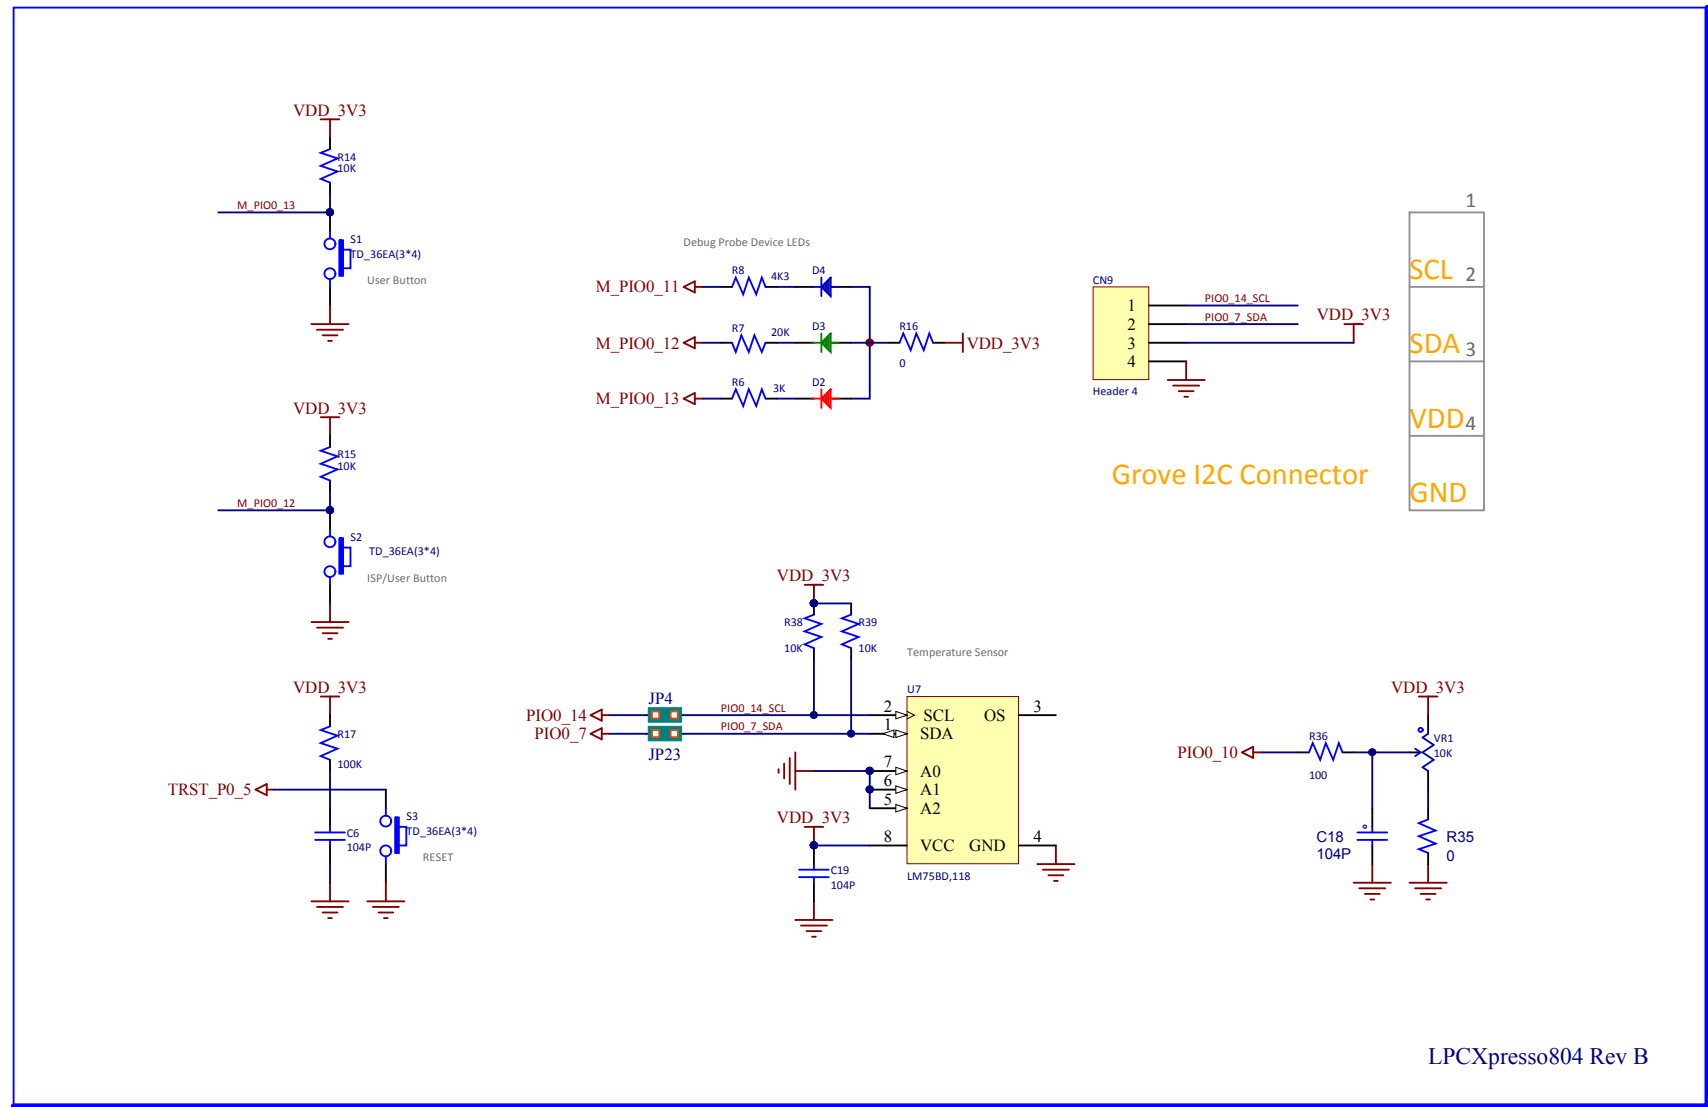 VDD_3V3
R14
10K
M_PIO0_13
S1
TD_36EA(3*4)
User Button
VDD_3V3
R15
10K
M_PIO0_12
S2
TD_36EA(3*4)
ISP/User Button
VDD_3V3
R17
100K
TRST_P0_5
C6
104P
S3
TD_36EA(3*4)
RESET
Debug Probe Device LEDs
M_PIO0_11
R8
4K3
D4
M_PIO0_12
R7
20K
D3
R16
0
VDD_3V3
M_PIO0_13
R6
3K
D2
CN9
1
2
3
4
Header 4
PIO0_14_SCL
PIO0_7_SDA
VDD_3V3
1
SCL 2
SDA 3
VDD 4
GND
Grove I2C Connector
VDD_3V3
R38
10K
R39
10K
Temperature Sensor
JP4
PIO0_14
PIO0_7
JP23
PIO0_14_SCL
PIO0_7_SDA
U7
2 SCL OS 3
1 SDA
7 A0
6 A1
5 A2
8 VCC GND 4
LM75BD,118
VDD_3V3
C19
104P
VDD_3V3
PIO0_10
R36
100
VR1
10K
C18
104P
R35
0
LPCXpresso804 Rev B